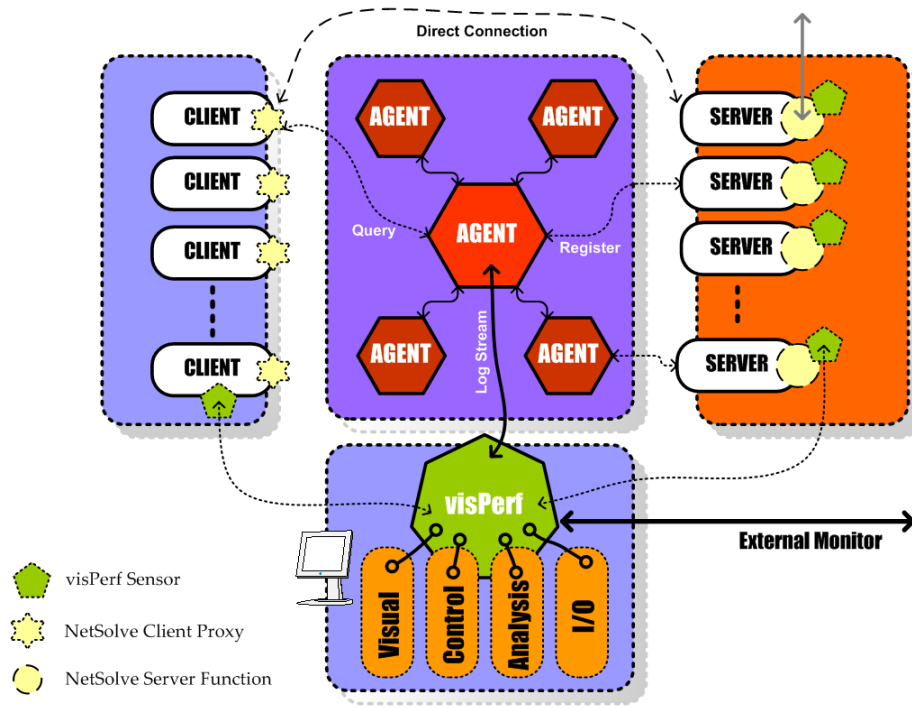 Direct Connection
CLIENT
AGENT
AGENT
SERVER
CLIENT
SERVER
Query
AGENT
Register
CLIENT
SERVER
Log Stream
CLIENT
AGENT
AGENT
SERVER
visPerf
External Monitor
Visual
Control
Analysis
I/O
visPerf Sensor
NetSolve Client Proxy
NetSolve Server Function